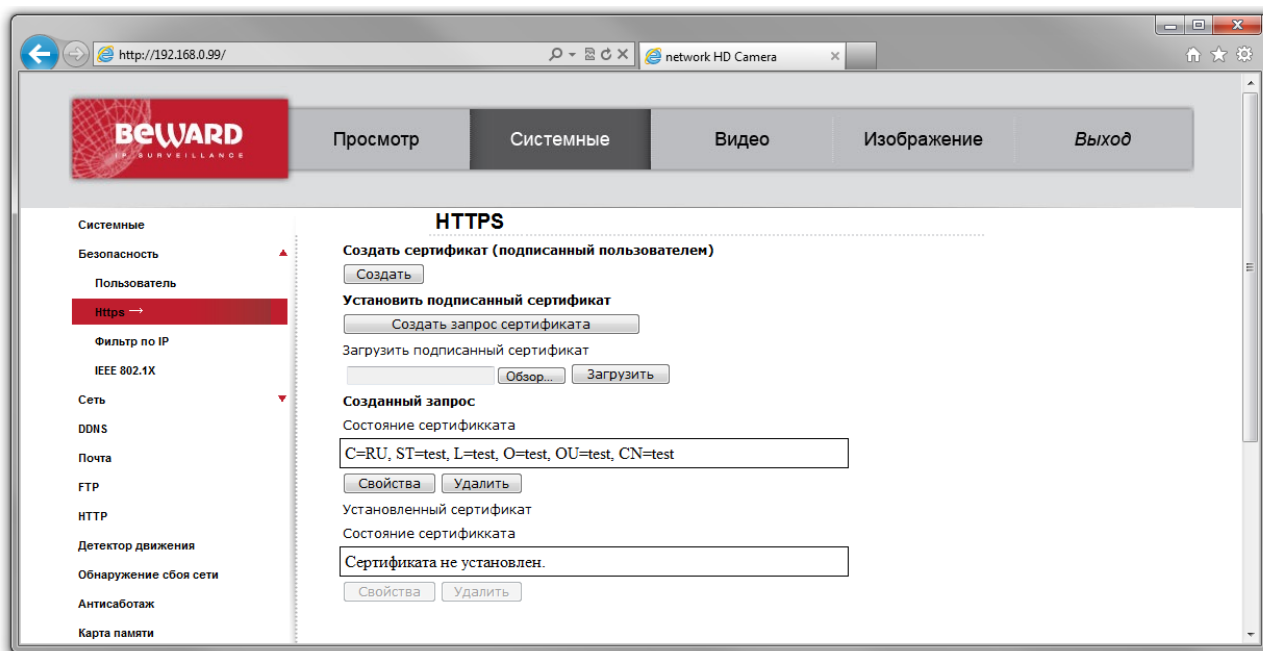 http://192.168.0.99/
network HD Camera
BEWARD
IP SURVEILLANCE
Просмотр Системные Видео Изображение Выход
Системные
Безопасность
Пользователь
Https →
Фильтр по IP
IEEE 802.1X
Сеть
DDNS
Почта
FTP
HTTP
Детектор движения
Обнаружение сбоя сети
Антисаботаж
Карта памяти
HTTPS
Создать сертификат (подписанный пользователем)
Создать
Установить подписанный сертификат
Создать запрос сертификата
Загрузить подписанный сертификат
Обзор... Загрузить
Созданный запрос
Состояние сертификката
C=RU, ST=test, L=test, O=test, OU=test, CN=test
Свойства Удалить
Установленный сертификат
Состояние сертификката
Сертификата не установлен.
Свойства Удалить